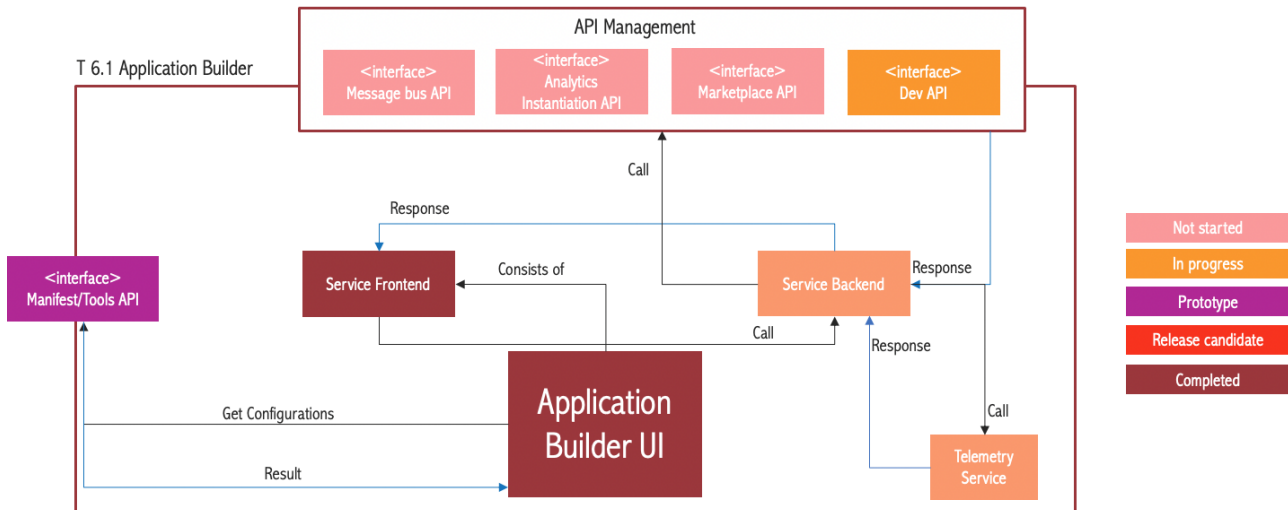 API Management
T 6.1 Application Builder
<interface>
Message bus API
<interface>
Analytics
Instantiation API
<interface>
Marketplace API
<interface>
Dev API
Call
Response
Not started
<interface>
Manifest/Tools API
Service Frontend
Consists of
Service Backend
Response
In progress
Prototype
Call
Response
Release candidate
Completed
Application
Builder UI
Get Configurations
Call
Result
Telemetry
Service